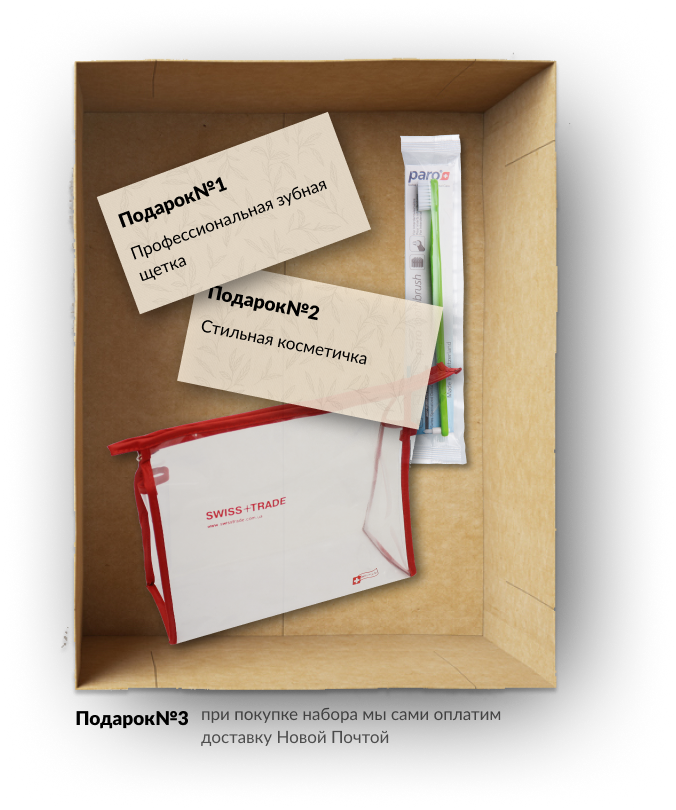 Подарок№1
Профессиональная зубная
щетка
paro
Подарок№2
Стильная косметичка
brush
SWISS+TRADE
Подарок№3
при покупке набора мы сами оплатим
доставку Новой Почтой